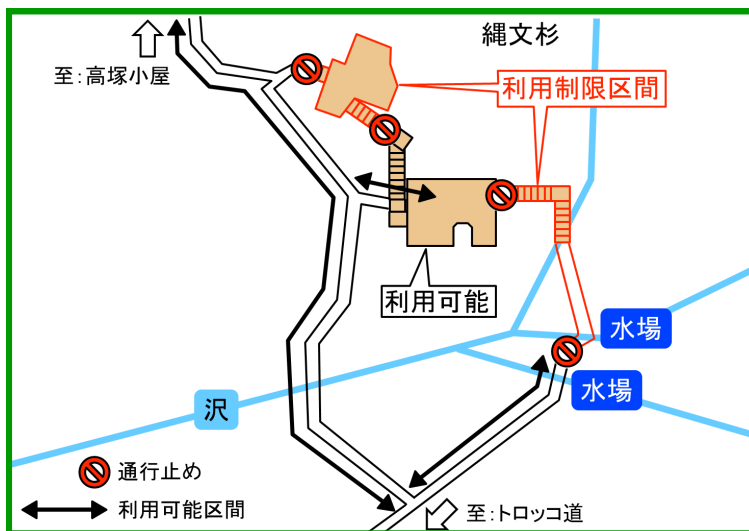 縄文杉
至:高塚小屋
利用制限区間
利用可能
水場
水場
沢
通行止め
利用可能区間
至:トロッコ道